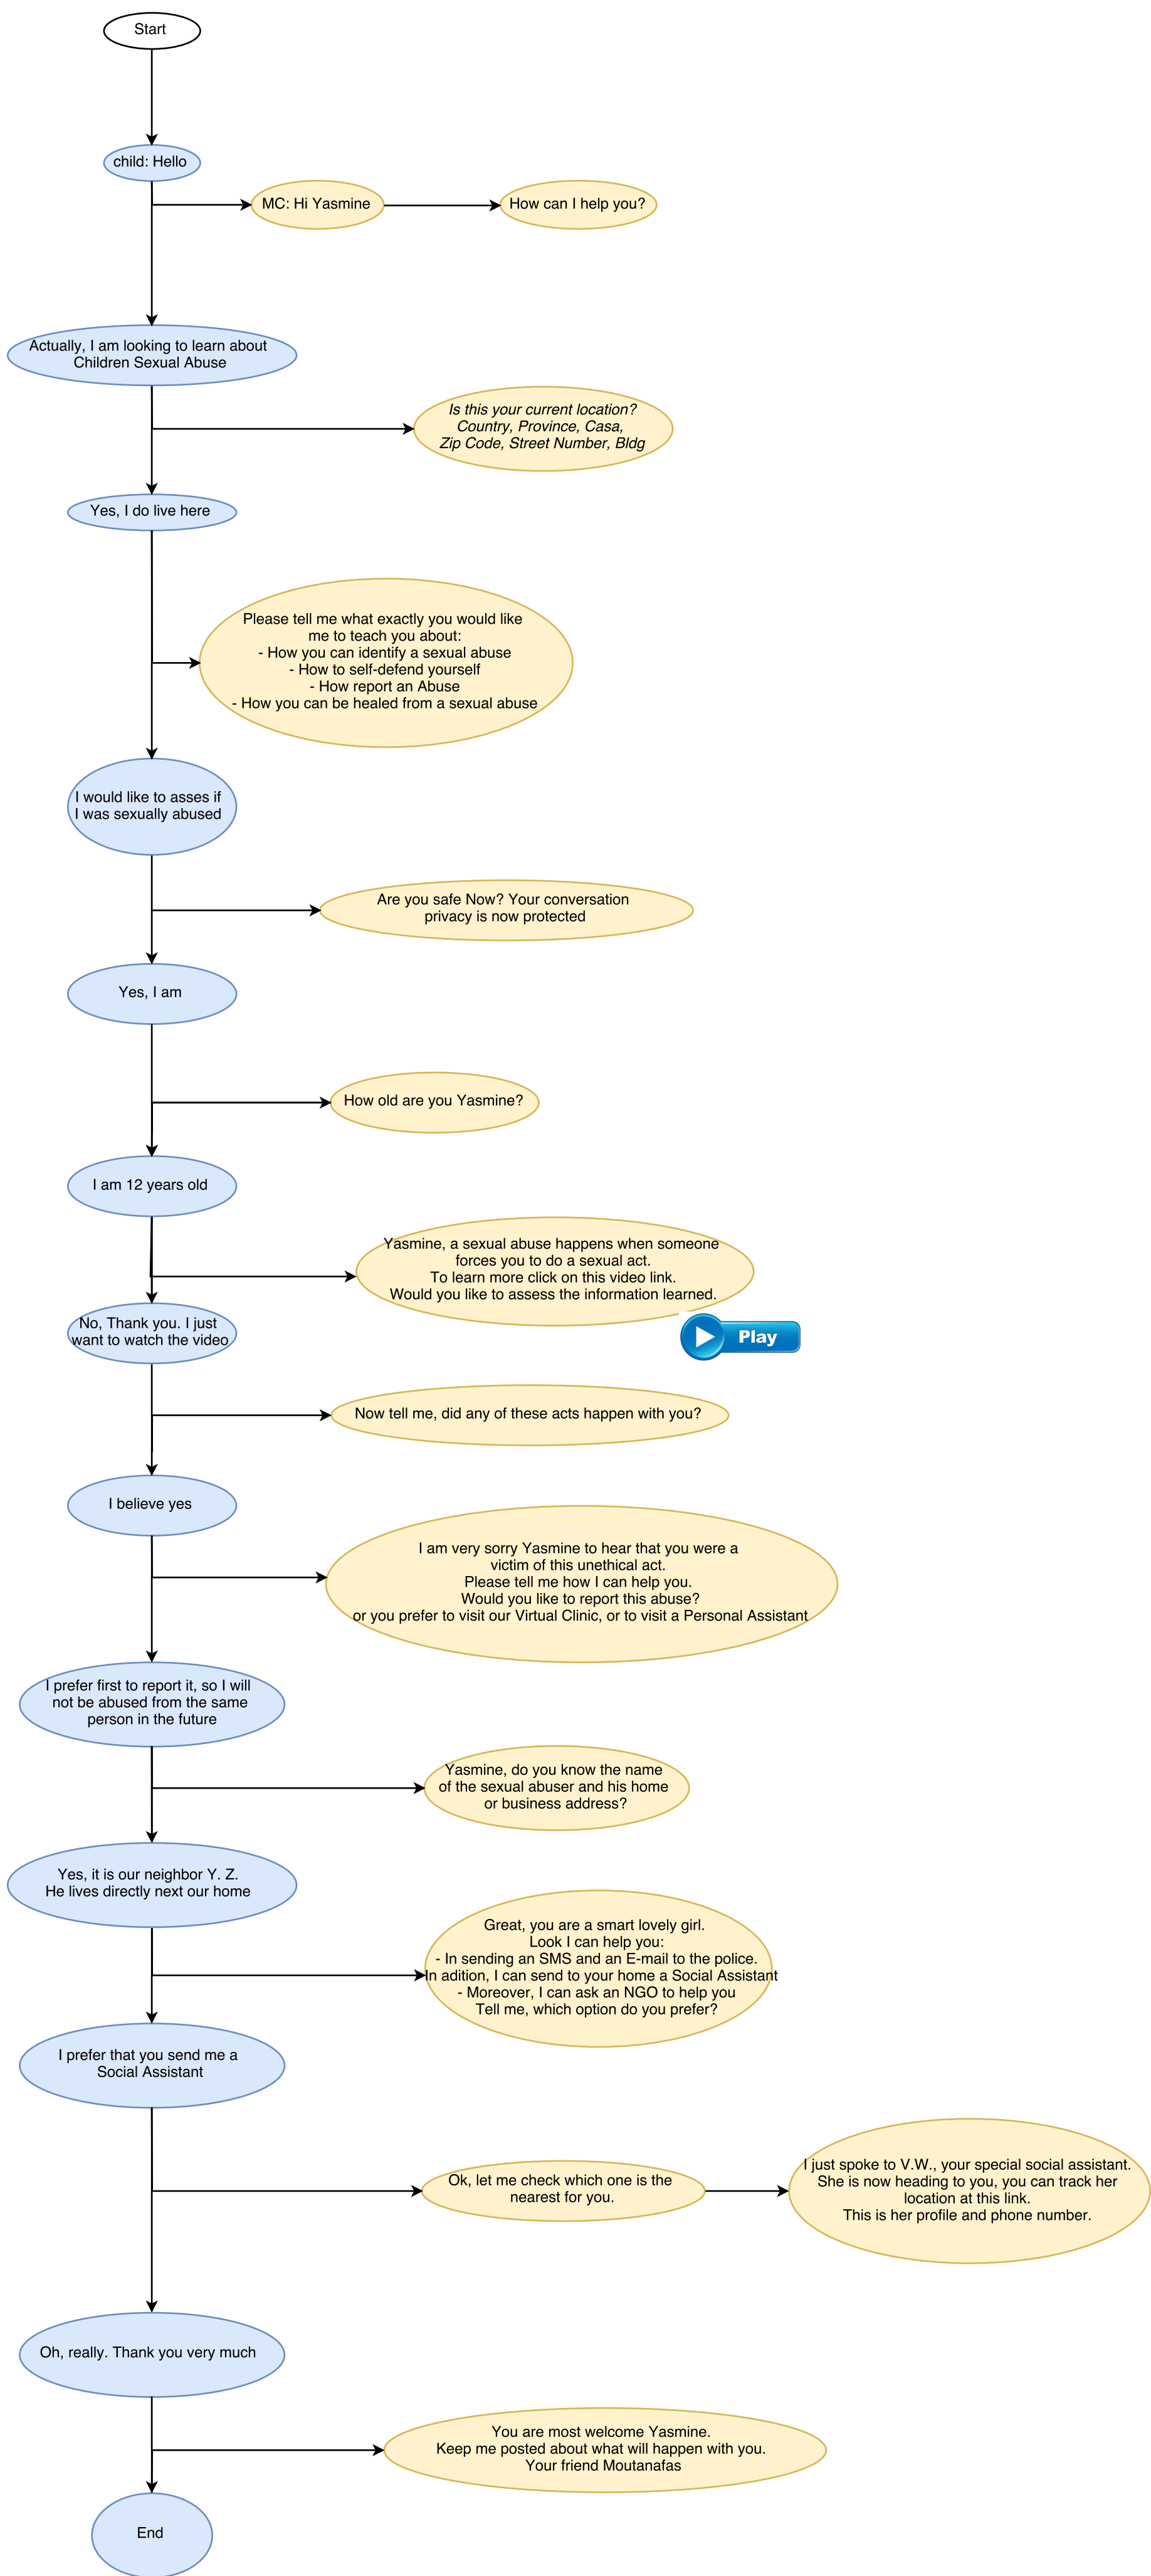 Start
child: Hello
MC: Hi Yasmine
How can I help you?
Actually, I am looking to learn about
Children Sexual Abuse
Is this your current location?
Country, Province, Casa,
Zip Code, Street Number, Bldg
Yes, I do live here
Please tell me what exactly you would like
me to teach you about:
- How you can identify a sexual abuse
- How to self-defend yourself
- How report an Abuse
- How you can be healed from a sexual abuse
I would like to asses if
I was sexually abused
Are you safe Now? Your conversation
privacy is now protected
Yes, I am
How old are you Yasmine?
I am 12 years old
Yasmine, a sexual abuse happens when someone
forces you to do a sexual act.
To learn more click on this video link.
Would you like to assess the information learned.
No, Thank you. I just
want to watch the video
Play
Now tell me, did any of these acts happen with you?
I believe yes
I am very sorry Yasmine to hear that you were a
victim of this unethical act.
Please tell me how I can help you.
Would you like to report this abuse?
or you prefer to visit our Virtual Clinic, or to visit a Personal Assistant
I prefer first to report it, so I will
not be abused from the same
person in the future
Yasmine, do you know the name
of the sexual abuser and his home
or business address?
Yes, it is our neighbor Y. Z.
He lives directly next our home
Great, you are a smart lovely girl.
Look I can help you:
- In sending an SMS and an E-mail to the police.
In adition, I can send to your home a Social Assistant
- Moreover, I can ask an NGO to help you
Tell me, which option do you prefer?
I prefer that you send me a
Social Assistant
Ok, let me check which one is the
nearest for you.
I just spoke to V.W., your special social assistant.
She is now heading to you, you can track her
location at this link.
This is her profile and phone number.
Oh, really. Thank you very much
You are most welcome Yasmine.
Keep me posted about what will happen with you.
Your friend Moutanafas
End